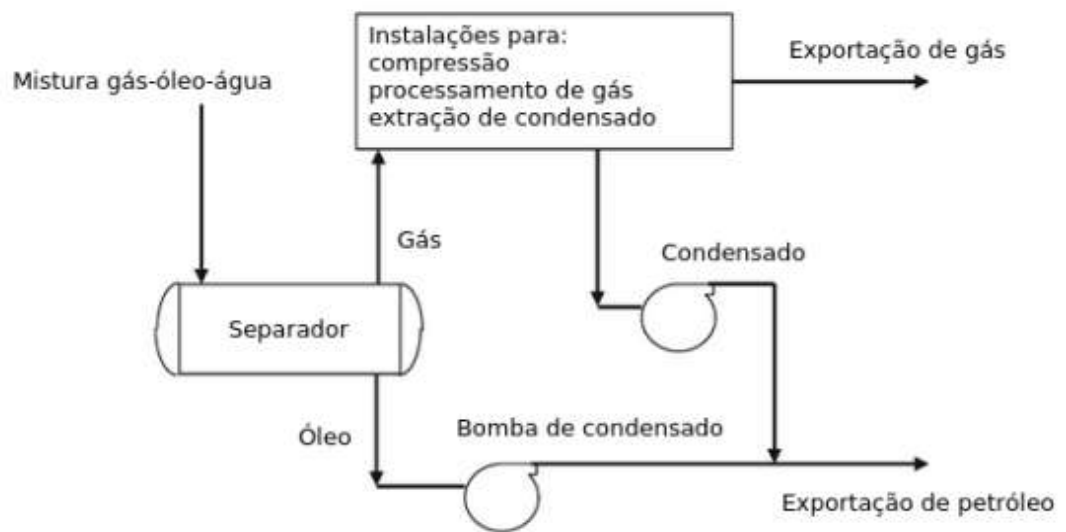 Instalações para:
compressão
processamento de gás
extração de condensado
Exportação de gás
Mistura gás-óleo-água
Gás
Condensado
Separador
Óleo
Bomba de condensado
Exportação de petróleo